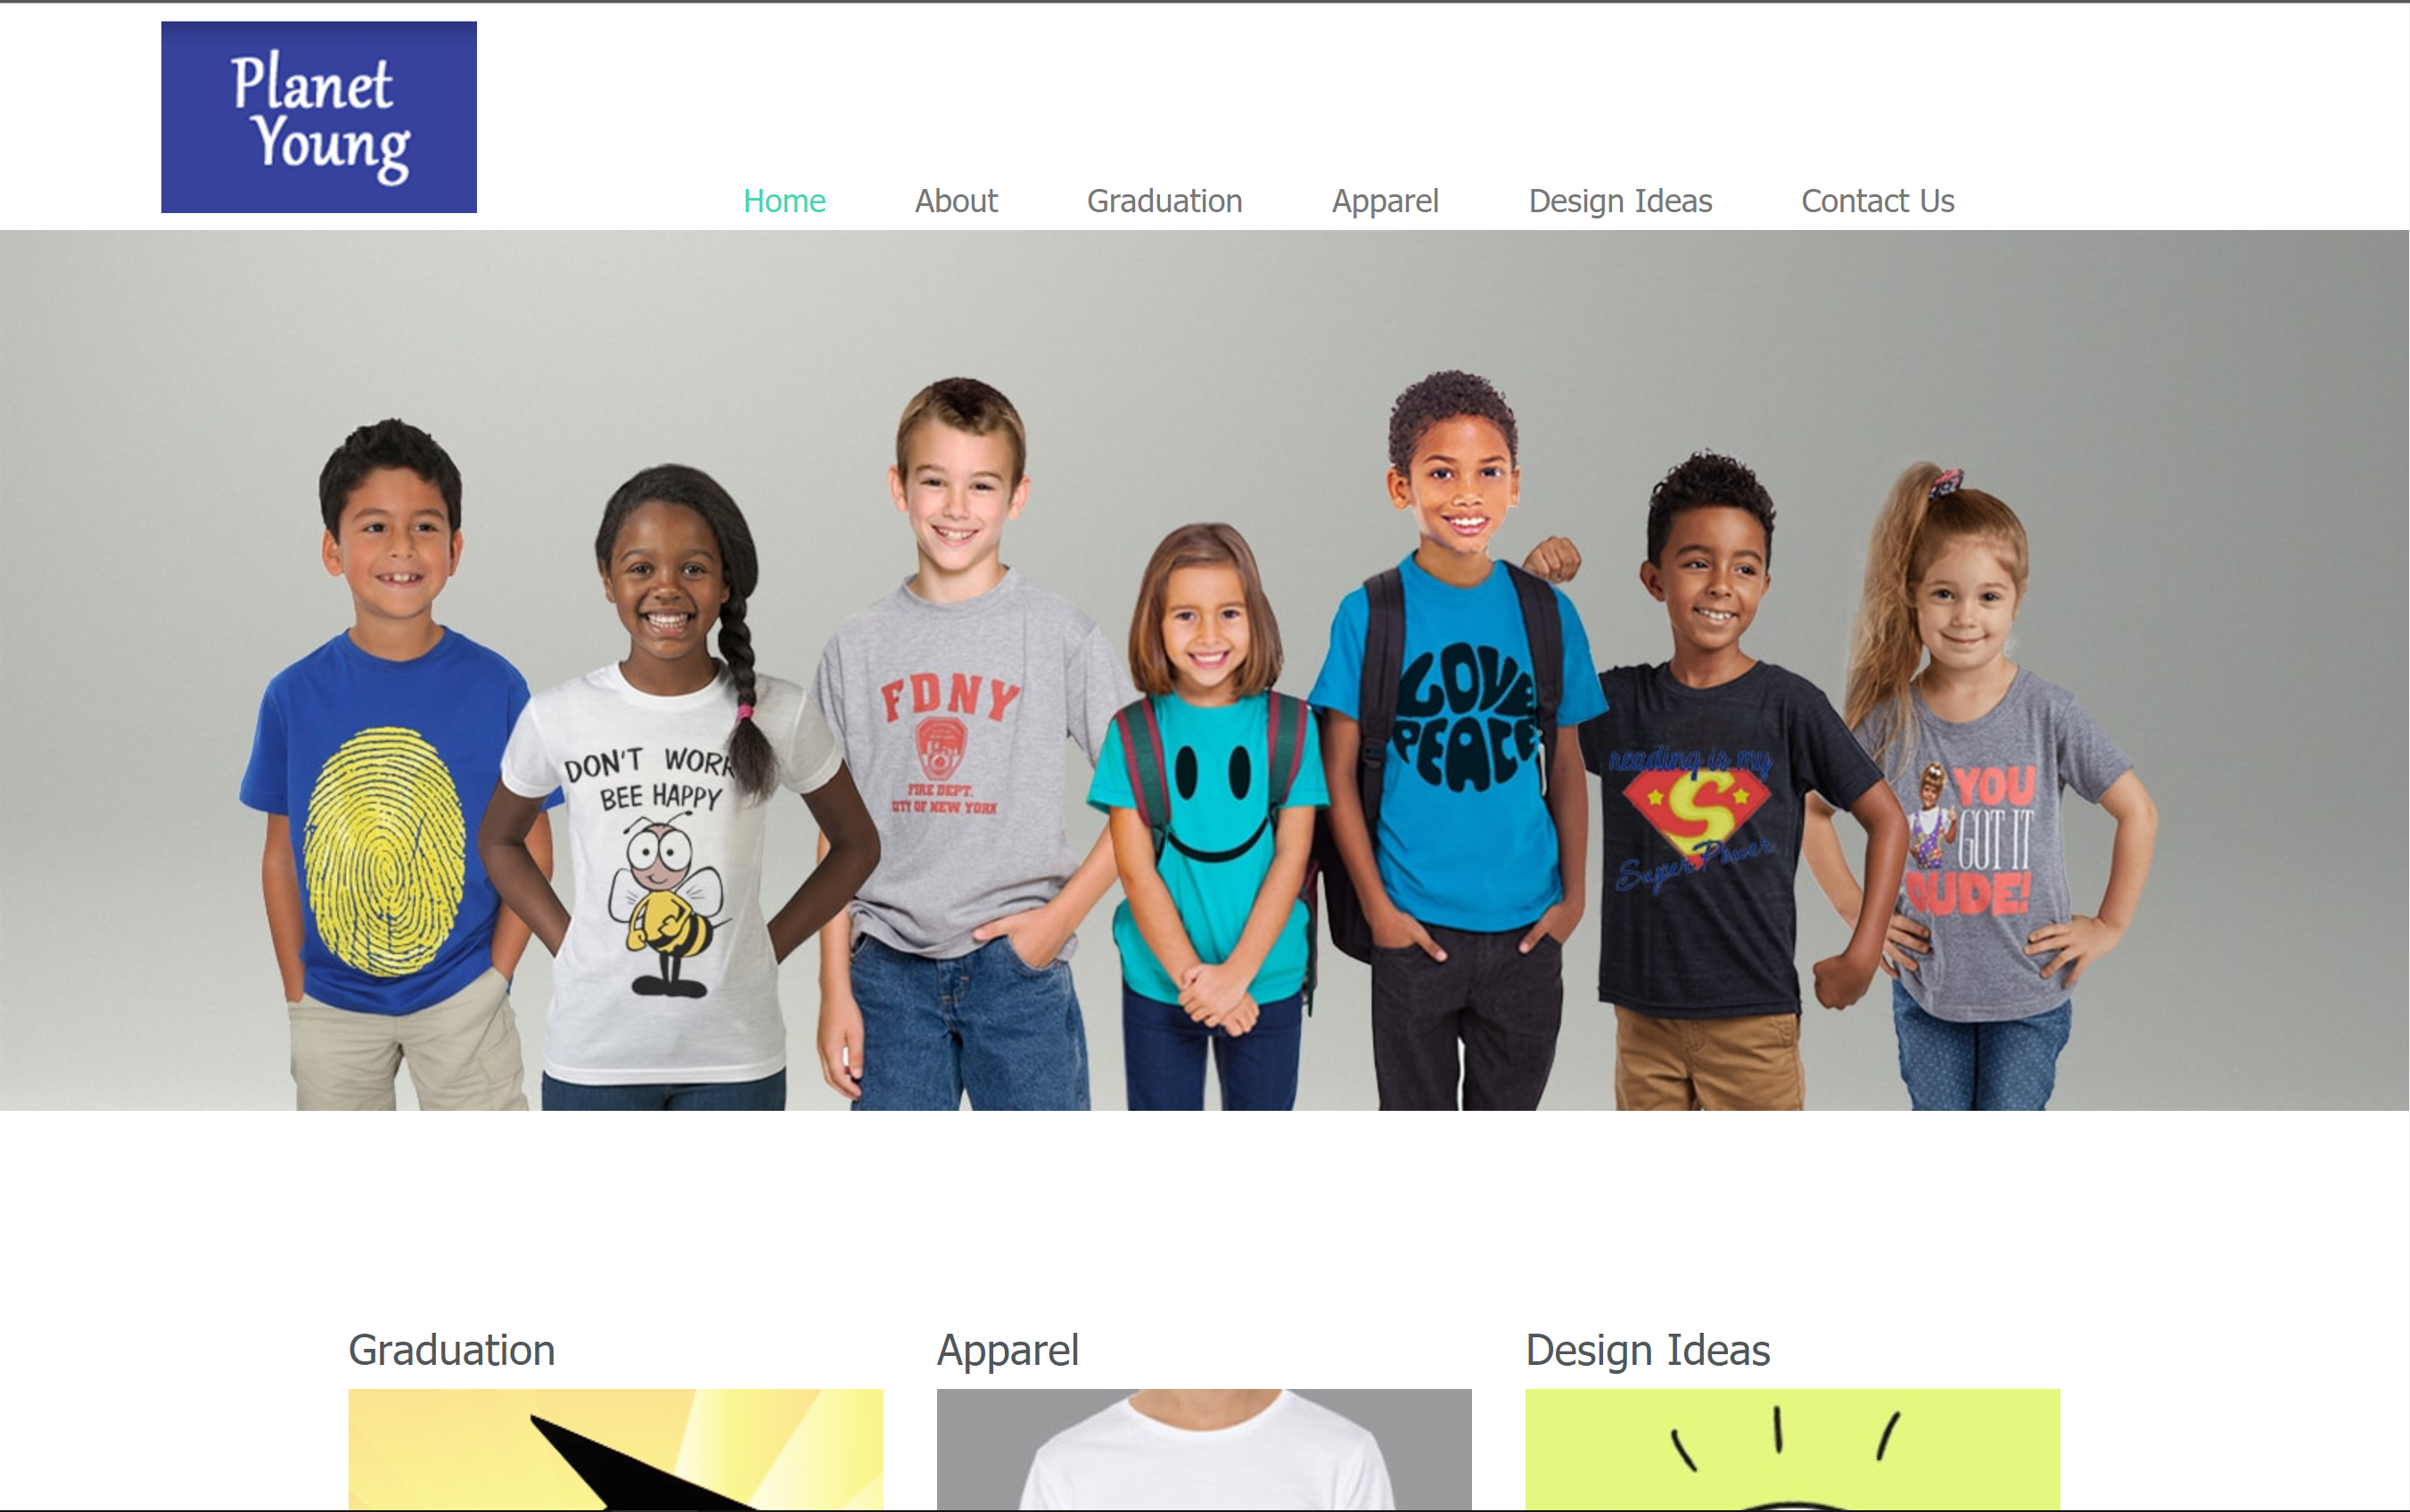 Planet
Young
Home
About
Graduation
Apparel
Design Ideas
Contact Us
DON'T WORR
BEE HAPPY
FDNY
FIRE DEPT.
CITY OF NEW YORK
LOVE
PEACE
reading is my
S
Super Power
YOU
GOT IT
DUDE!
Graduation
Apparel
Design Ideas